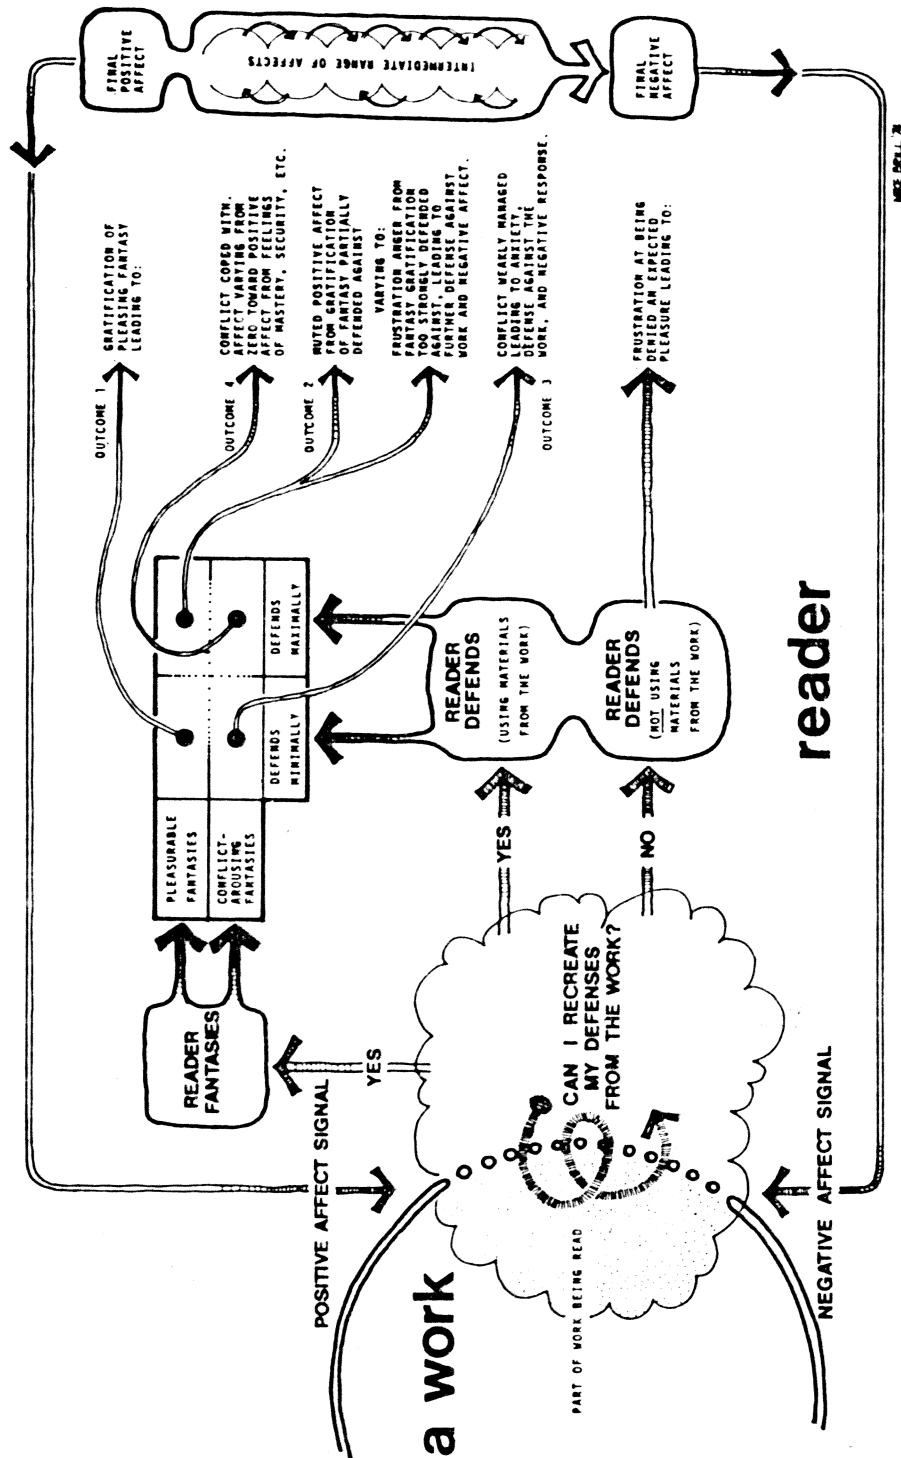 a work
PART OF WORK BEING READ
POSITIVE AFFECT SIGNAL
NEGATIVE AFFECT SIGNAL
CAN I RECREATE
MY DEFENSES
FROM THE WORK?
YES
YES
NO
READER
FANTASIES
PLEASURABLE
FANTASIES
CONFLICT-
AROUSING
FANTASIES
DEFENDS
MINIMALLY
DEFENDS
MAXIMALLY
READER
DEFENDS
(USING MATERIALS
FROM THE WORK)
READER
DEFENDS
(NOT USING
MATERIALS
FROM THE WORK)
reader
OUTCOME 1
GRATIFICATION OF
PLEASING FANTASY
LEADING TO:
OUTCOME 4
CONFLICT COPED WITH.
AFFECT VARYING FROM
ZERO TOWARD POSITIVE
AFFECT FROM FEELINGS
OF MASTERY, SECURITY, ETC.
OUTCOME 2
MUTED POSITIVE AFFECT
FROM GRATIFICATION
OF FANTASY PARTIALLY
DEFENDED AGAINST
VARYING TO:
FRUSTRATION ANGER FROM
FANTASY GRATIFICATION
TOO STRONGLY DEFENDED
AGAINST, LEADING TO
FURTHER DEFENSE AGAINST
WORK AND NEGATIVE AFFECT.
OUTCOME 3
CONFLICT WEAKLY MANAGED
LEADING TO ANXIETY,
DEFENSE AGAINST THE
WORK, AND NEGATIVE RESPONSE.
FRUSTRATION AT BEING
DENIED AN EXPECTED
PLEASURE LEADING TO:
FINAL
POSITIVE
AFFECT
INTERMEDIATE RANGE OF AFFECTS
FINAL
NEGATIVE
AFFECT